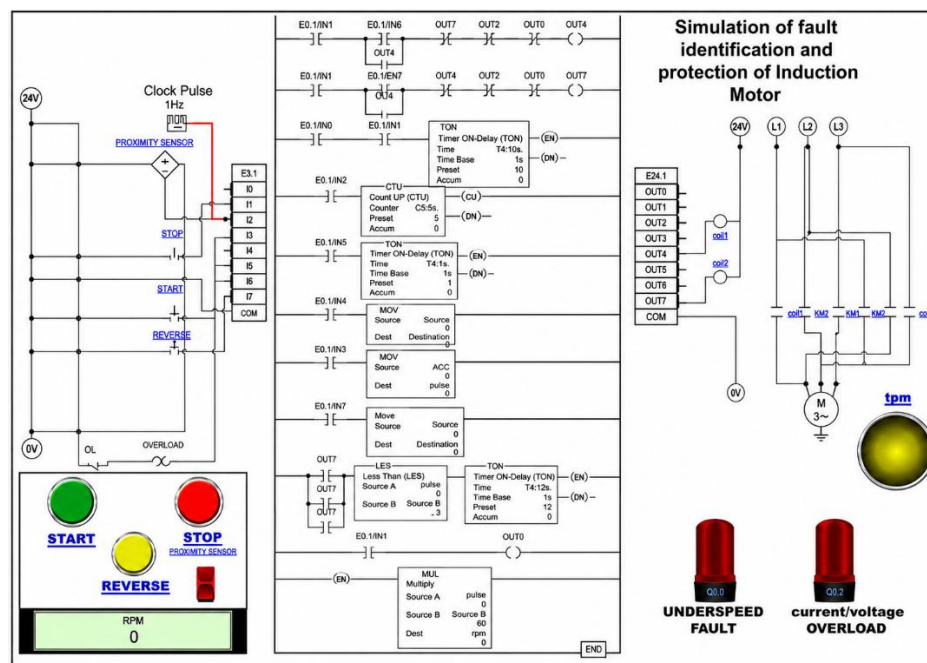 Simulation of fault
identification and
protection of Induction
Motor
24V
Clock Pulse
1Hz
PROXIMITY SENSOR
E3.1
I0
I1
I2
I3
I4
I5
I6
I7
COM
STOP
START
REVERSE
0V
OL
OVERLOAD
START
STOP
PROXIMITY SENSOR
REVERSE
RPM
0
E0.1/IN1 E0.1/IN6 OUT7 OUT2 OUT0 OUT4
OUT4
E0.1/IN1 E0.1/EN7 OUT4 OUT2 OUT0 OUT7
E0.1/IN0 E0.1/IN1
TON
Timer ON-Delay (TON) (EN)
Time T4:10s.
Time Base 1s (DN)
Preset 10
Accum 0
E0.1/IN2
CTU
Count UP (CTU) (CU)
Counter C5:5s.
Preset 5 (DN)
Accum 0
E0.1/IN5
TON
Timer ON-Delay (TON) (EN)
Time T4:1s.
Time Base 1s (DN)
Preset 1
Accum 0
E0.1/IN4
MOV
Source Source
0
Dest Destination
0
E0.1/IN3
MOV
Source ACC
0
Dest pulse
0
E0.1/IN7
Move
Source Source
0
Dest Destination
0
OUT7
OUT7
OUT7
LES
Less Than (LES)
Source A pulse
0
Source B Source B
3
TON
Timer ON-Delay (TON) (EN)
Time T4:12s.
Time Base 1s (DN)
Preset 12
Accum 0
E0.1/IN1 OUT0
(EN)
MUL
Multiply
Source A pulse
0
Source B Source B
60
Dest rpm
0
END
24V L1 L2 L3
E24.1
OUT0
OUT1
OUT2
OUT3
OUT4
OUT5
OUT6
OUT7
COM
coil1
coil2
coil1 KM2 KM1 KM2 co
0V
M
3~
tpm
Q0,0
UNDERSPEED
FAULT
Q0,2
current/voltage
OVERLOAD